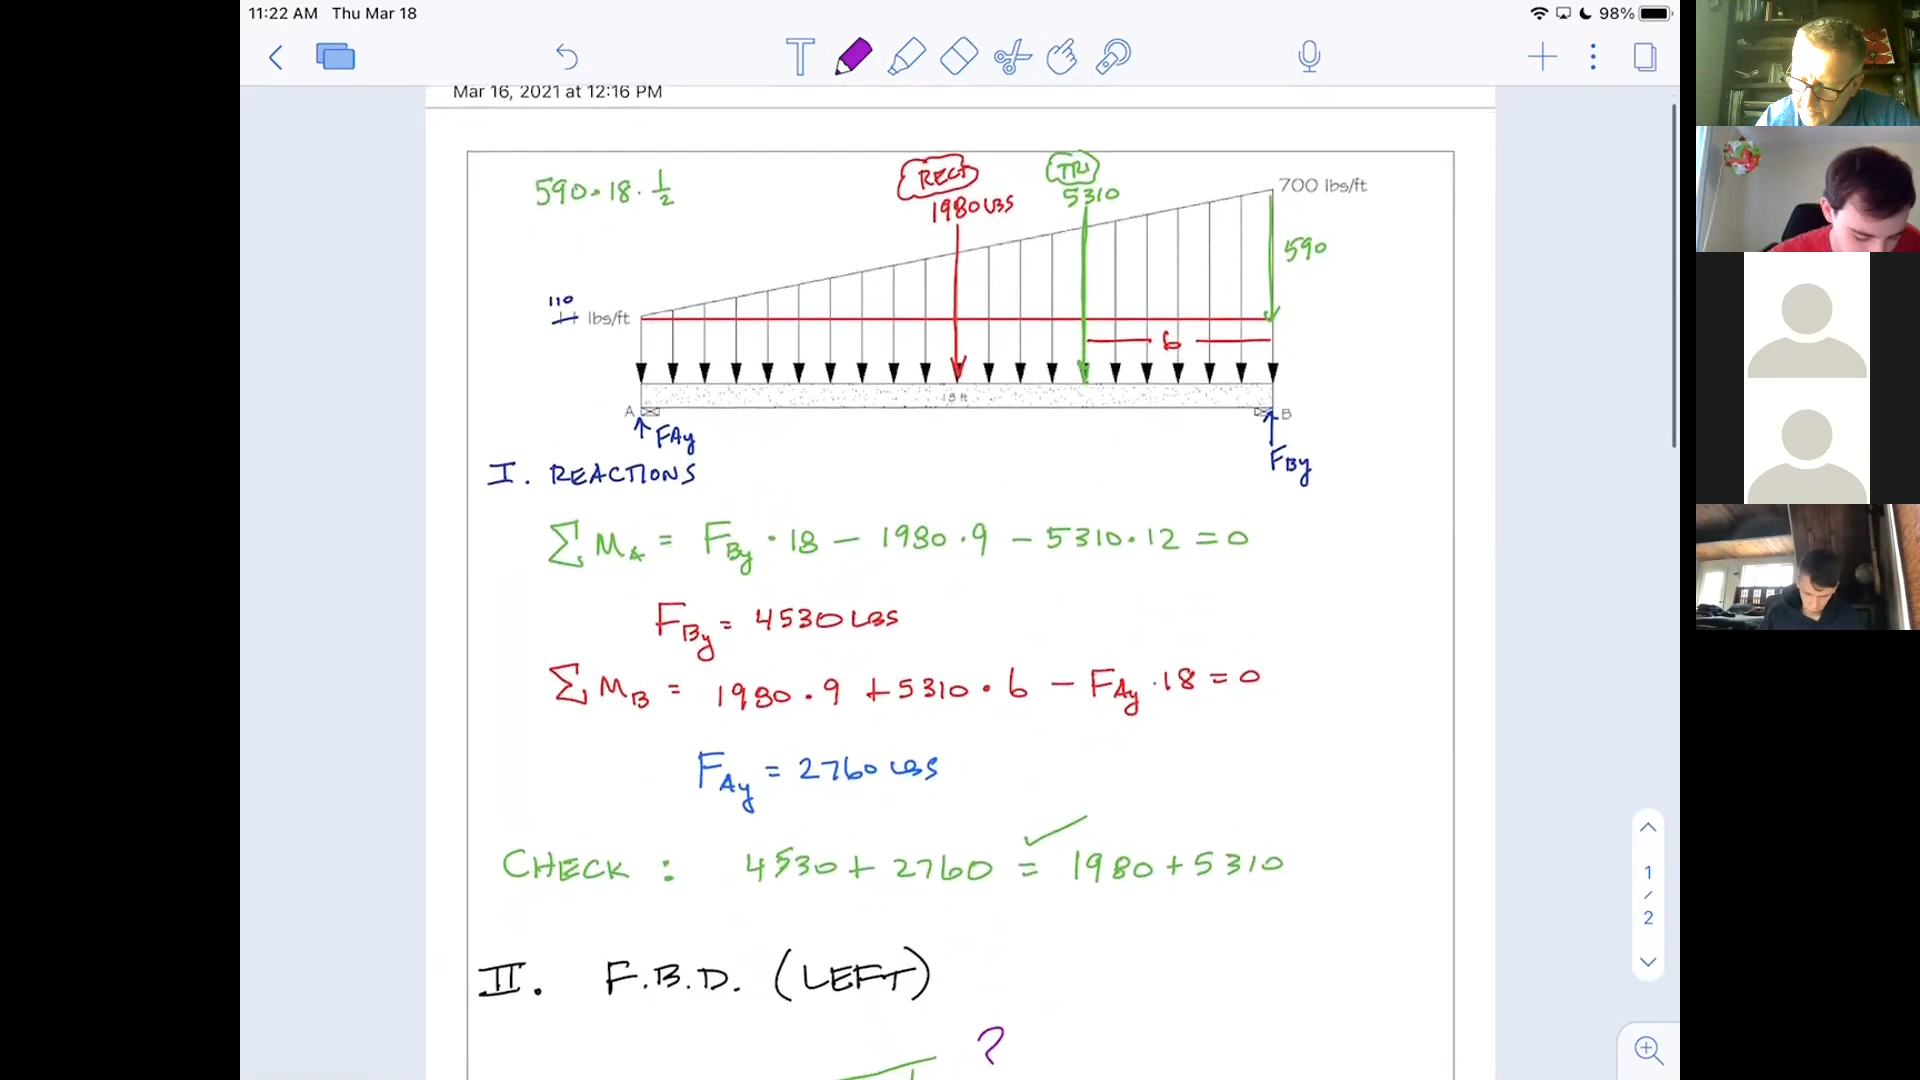 11:22 AM Thu Mar 18
98%
Mar 16, 2021 at 12:16 PM
590 · 18 · 1/2
RECT
1980 LBS
TRI
5310
700 lbs/ft
590
110
lbs/ft
6
18 ft
A
B
FAy
FBy
I. REACTIONS
∑ MA = FBy · 18 – 1980 · 9 – 5310 · 12 = 0
FBy = 4530 LBS
∑ MB = 1980 · 9 + 5310 · 6 – FAy · 18 = 0
FAy = 2760 LBS
CHECK : 4530 + 2760 = 1980 + 5310
II. F.B.D. (LEFT)
?
1
/
2